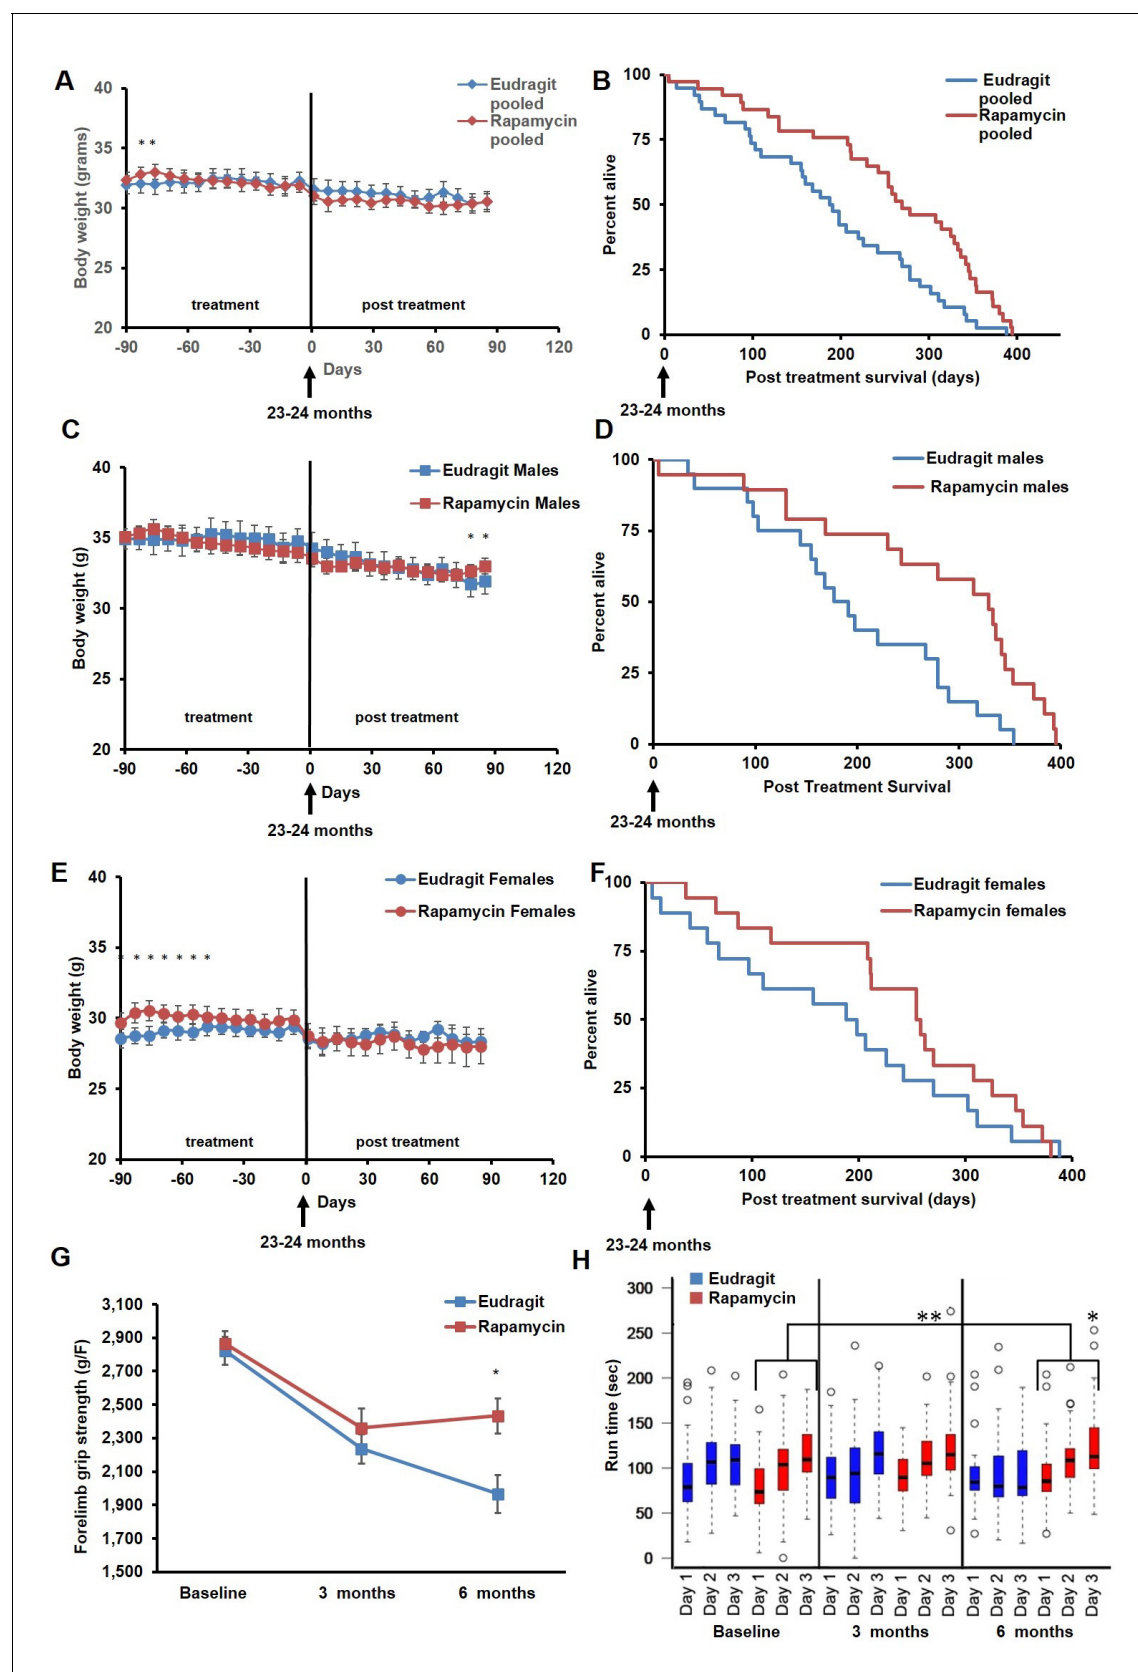 A
Eudragit
pooled
Rapamycin
pooled
Body weight (grams)
40
35
30
25
20
* *
treatment
post treatment
-90
-60
-30
0
30
60
90
120
Days
23-24 months
B
Eudragit
pooled
Rapamycin
pooled
Percent alive
100
75
50
25
0
0
100
200
300
400
Post treatment survival (days)
23-24 months
C
Eudragit Males
Rapamycin Males
Body weight (g)
40
35
30
25
20
* *
treatment
post treatment
-90
-60
-30
0
30
60
90
120
Days
23-24 months
D
Eudragit males
Rapamycin males
Percent alive
100
75
50
25
0
0
100
200
300
400
Post Treatment Survival
23-24 months
E
Eudragit Females
Rapamycin Females
Body weight (g)
40
35
30
25
20
* * * * * * *
treatment
post treatment
-90
-60
-30
0
30
60
90
120
Days
23-24 months
F
Eudragit females
Rapamycin females
Percent alive
100
75
50
25
0
0
100
200
300
400
Post treatment survival (days)
23-24 months
G
Eudragit
Rapamycin
Forelimb grip strength (g/F)
3,100
2,900
2,700
2,500
2,300
2,100
1,900
1,700
1,500
*
Baseline
3 months
6 months
H
Eudragit
Rapamycin
Run time (sec)
300
250
200
150
100
50
0
**
*
Day 1
Day 2
Day 3
Day 1
Day 2
Day 3
Day 1
Day 2
Day 3
Day 1
Day 2
Day 3
Day 1
Day 2
Day 3
Day 1
Day 2
Day 3
Baseline
3 months
6 months